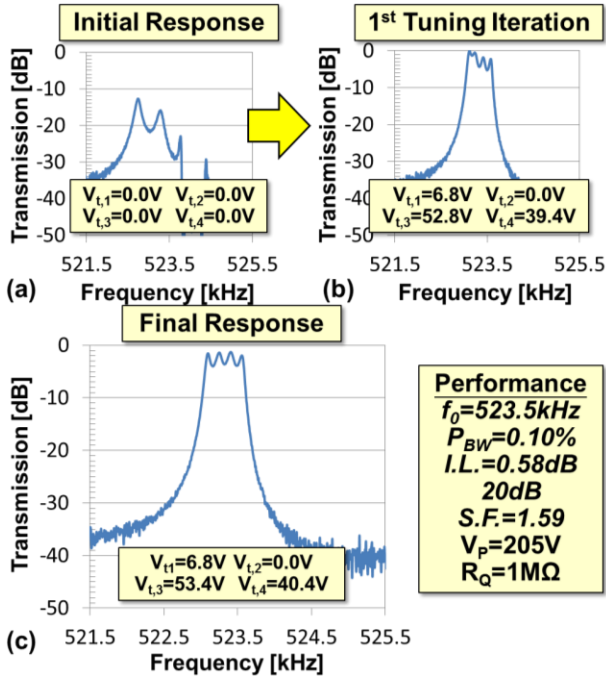 Initial Response
1st Tuning Iteration
Transmission [dB]
0
-10
-20
-30
-40
-50
Vt,1=0.0V Vt,2=0.0V
Vt,3=0.0V Vt,4=0.0V
521.5 523.5 525.5
(a) Frequency [kHz]
Transmission [dB]
0
-10
-20
-30
-40
-50
Vt,1=6.8V Vt,2=0.0V
Vt,3=52.8V Vt,4=39.4V
521.5 523.5 525.5
(b) Frequency [kHz]
Final Response
Transmission [dB]
0
-10
-20
-30
-40
-50
Vt1=6.8V Vt,2=0.0V
Vt,3=53.4V Vt,4=40.4V
521.5 522.5 523.5 524.5 525.5
(c) Frequency [kHz]
Performance
f0=523.5kHz
PBW=0.10%
I.L.=0.58dB
20dB
S.F.=1.59
VP=205V
RQ=1MΩ